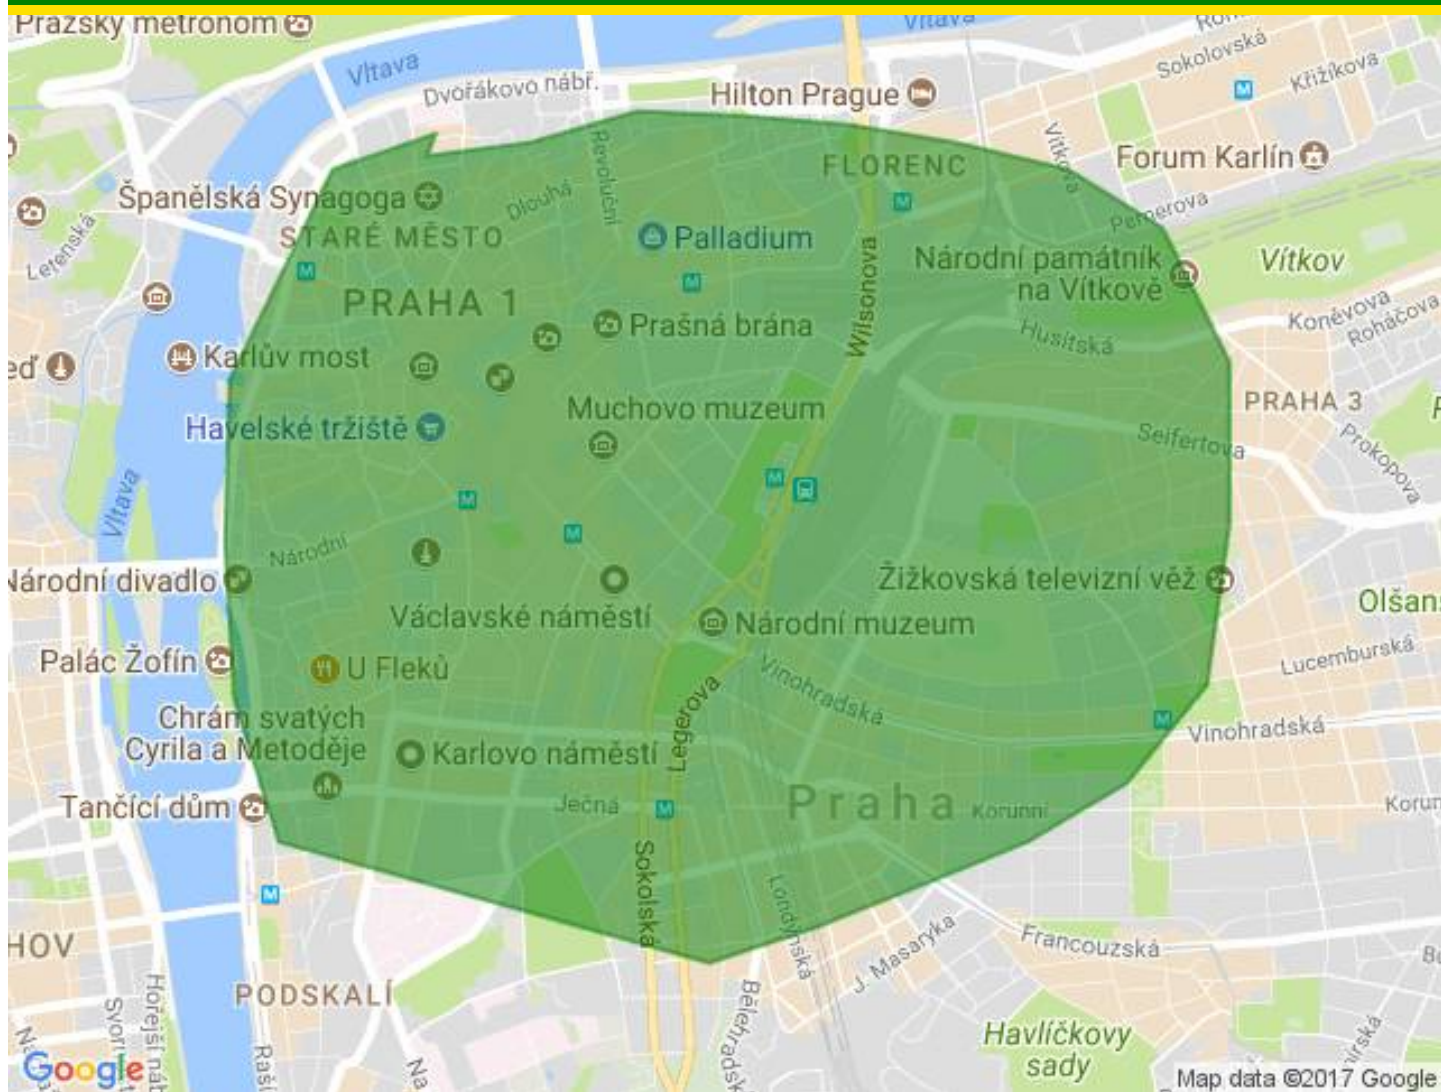 Pražský metronom
Vltava
Vltava
Dvořákovo nábř.
Hilton Prague
Sokolovská
Křižíkova
Forum Karlín
FLORENC
Vítkova
Pernerova
Španělská Synagoga
Dlouhá
Revoluční
Letenská
STARÉ MĚSTO
Palladium
Wilsonova
Národní památník
na Vítkově
Vítkov
PRAHA 1
Prašná brána
Husitská
Koněvova
Roháčova
Karlův most
PRAHA 3
Muchovo muzeum
Havelské tržiště
Seifertova
Prokopova
Vltava
Národní
Národní divadlo
Žižkovská televizní věž
Václavské náměstí
Národní muzeum
Palác Žofín
U Fleků
Vinohradská
Lucemburská
Legerova
Chrám svatých
Cyrila a Metoděje
Karlovo náměstí
Vinohradská
Tančící dům
Ječná
Praha
Korunní
Sokolská
Londýnská
J. Masaryka
Francouzská
PODSKALÍ
Havlíčkovy
sady
Google
Map data ©2017 Google